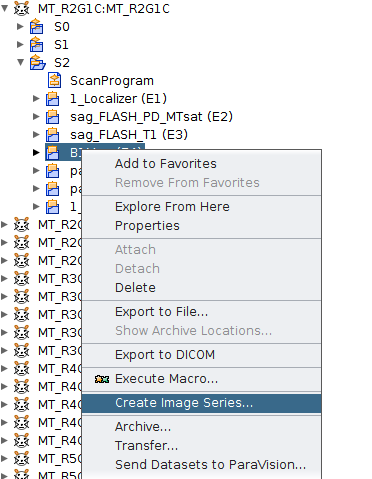 MT_R2G1C:MT_R2G1C
S0
S1
S2
ScanProgram
1_Localizer (E1)
sag_FLASH_PD_MTsat (E2)
sag_FLASH_T1 (E3)
Add to Favorites
Remove From Favorites
Explore From Here
Properties
Attach
Detach
Delete
Export to File...
Show Archive Locations...
Export to DICOM
Execute Macro...
Create Image Series...
Archive...
Transfer...
Send Datasets to ParaVision...